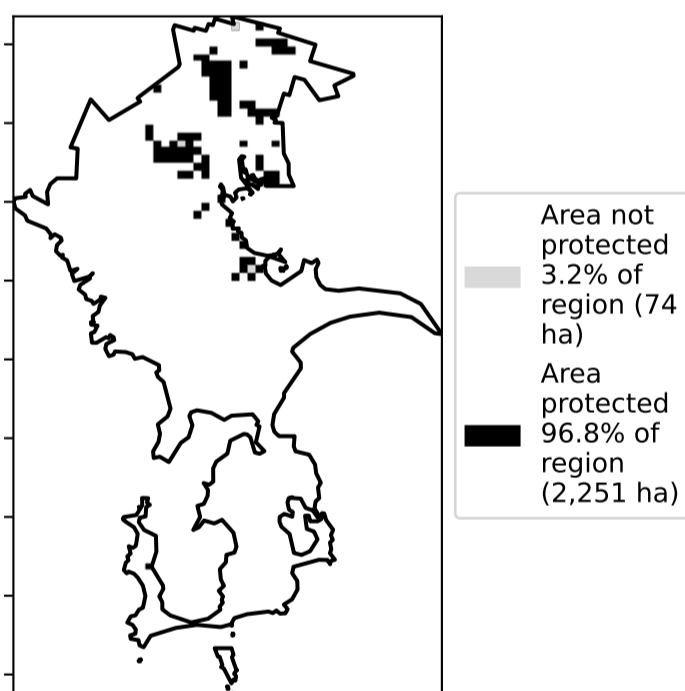 Area not
protected
3.2% of
region (74
ha)
Area
protected
96.8% of
region
(2,251 ha)